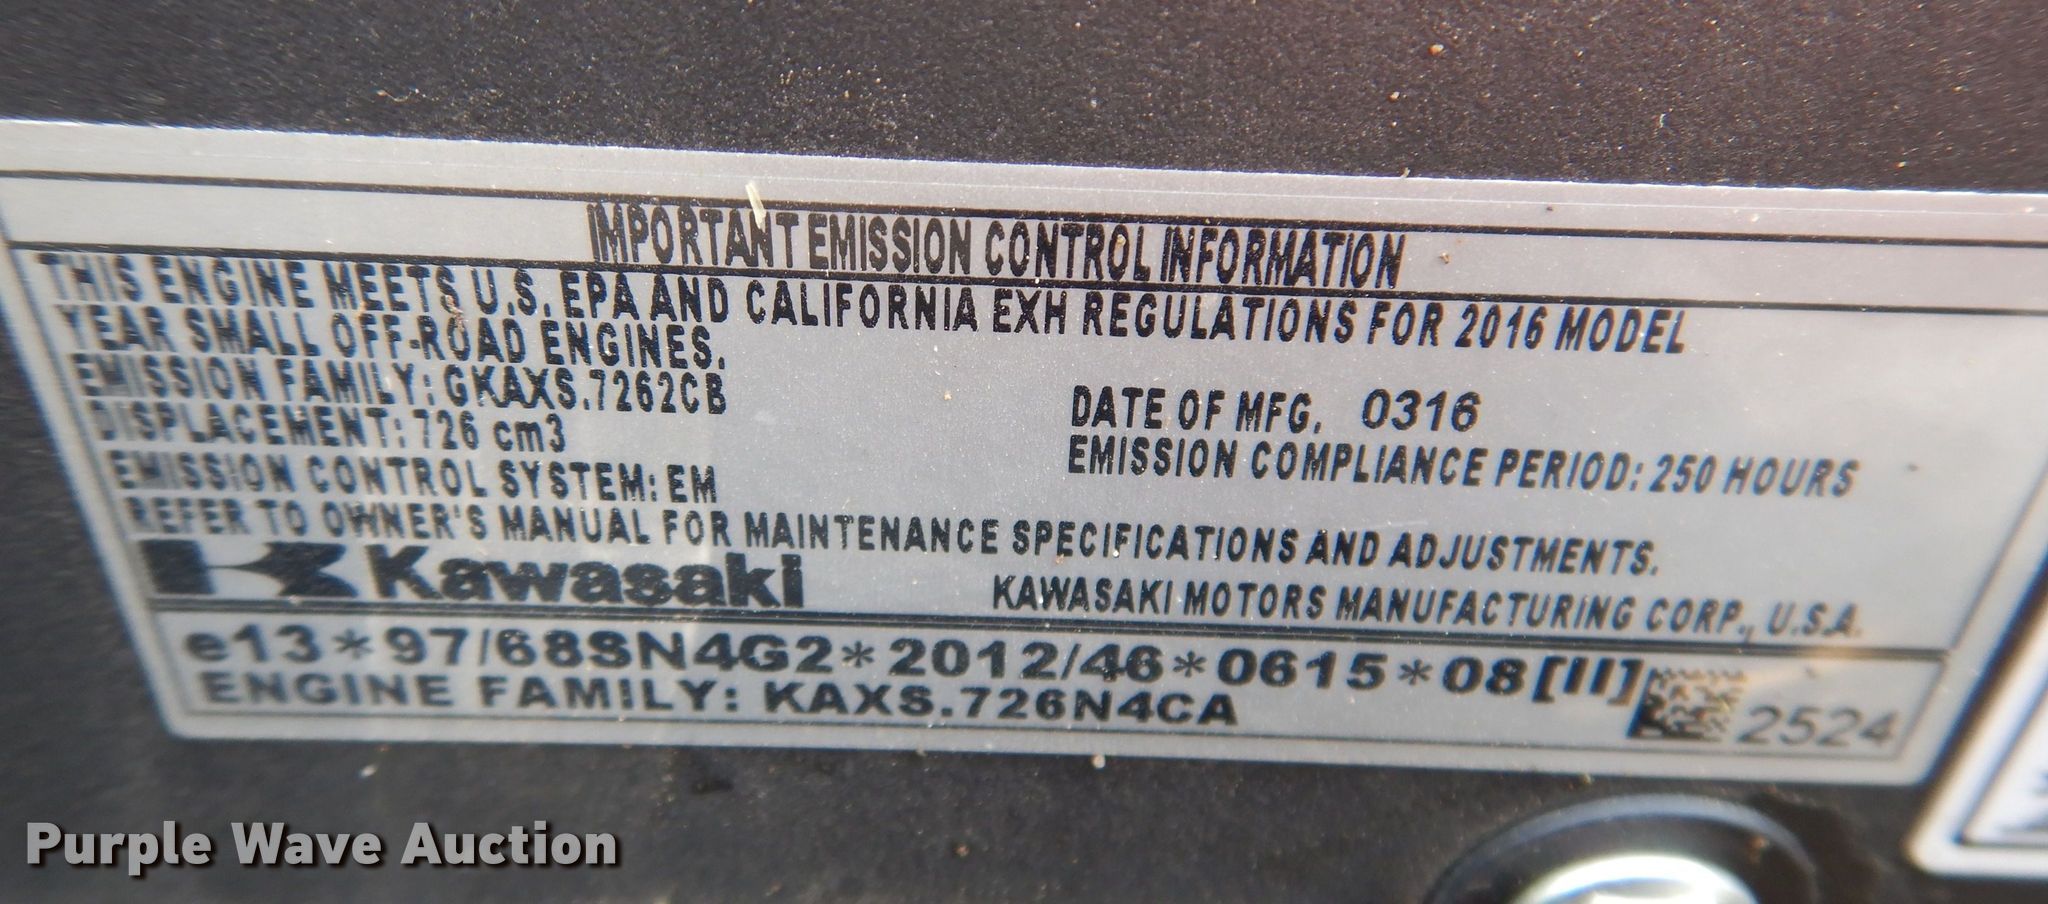 IMPORTANT EMISSION CONTROL INFORMATION
THIS ENGINE MEETS U.S. EPA AND CALIFORNIA EXH REGULATIONS FOR 2016 MODEL
YEAR SMALL OFF-ROAD ENGINES.
EMISSION FAMILY: GKAXS.7262CB
DISPLACEMENT: 726 cm3
DATE OF MFG. 0316
EMISSION CONTROL SYSTEM: EM
EMISSION COMPLIANCE PERIOD: 250 HOURS
REFER TO OWNER'S MANUAL FOR MAINTENANCE SPECIFICATIONS AND ADJUSTMENTS.
Kawasaki
KAWASAKI MOTORS MANUFACTURING CORP., U.S.A.
e13*97/68SN4G2*2012/46*0615*08[II]
ENGINE FAMILY: KAXS.726N4CA
2524
Purple Wave Auction